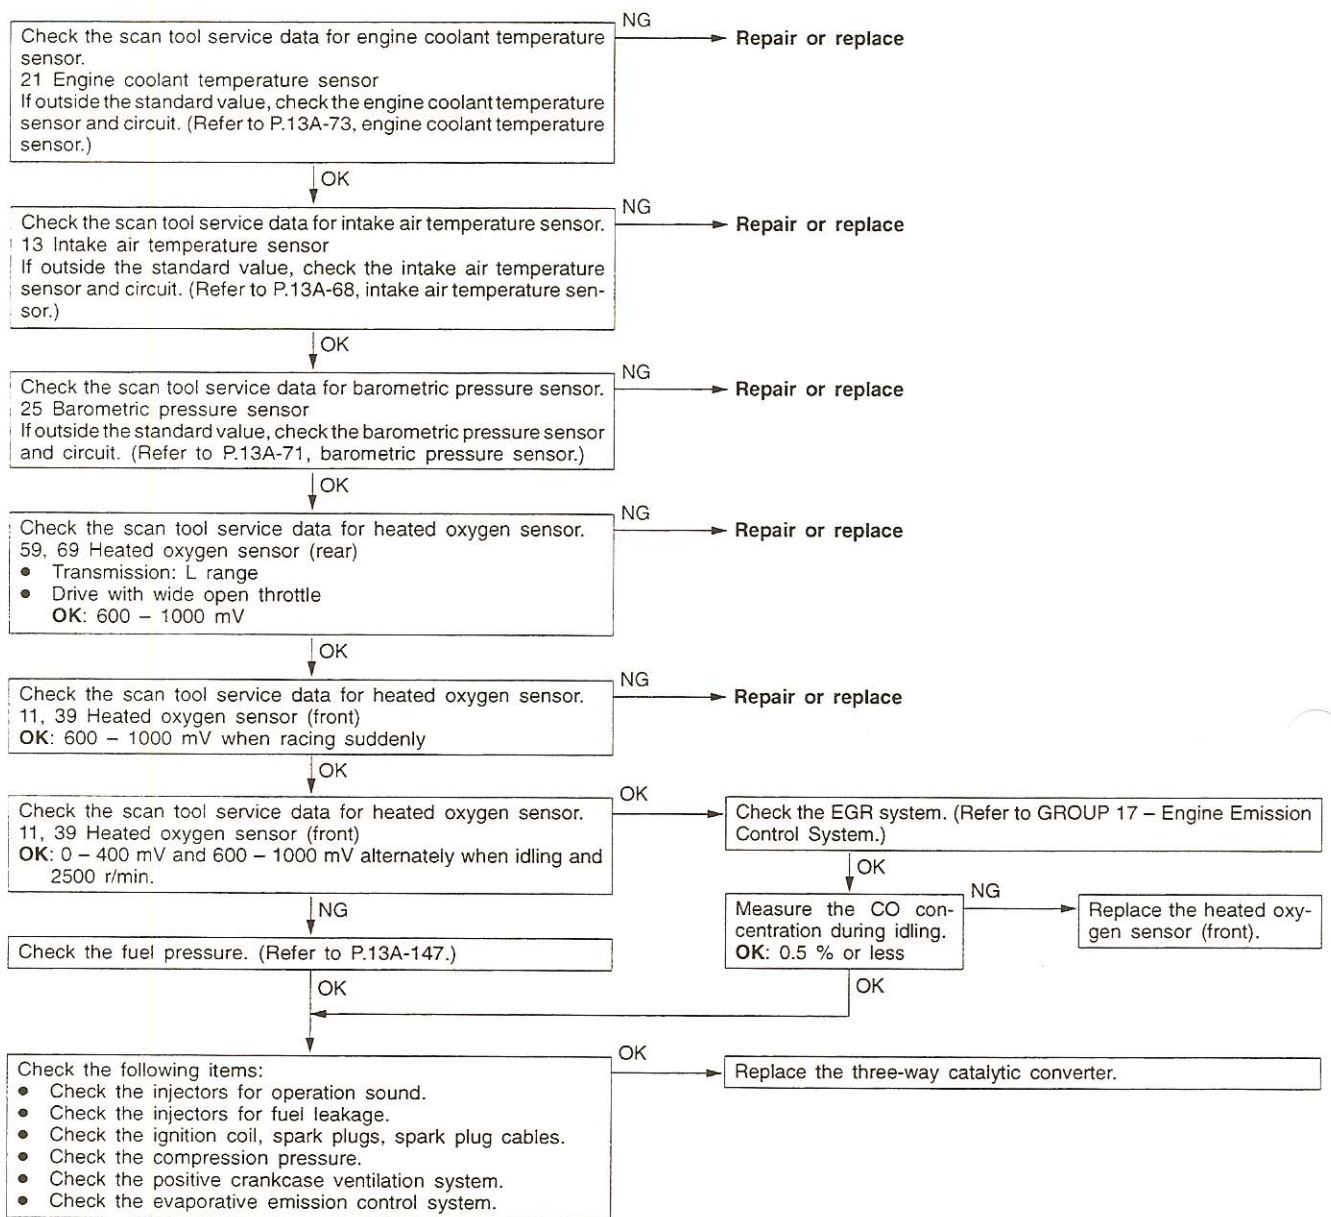 NG
Check the scan tool service data for engine coolant temperature
sensor.
21 Engine coolant temperature sensor
If outside the standard value, check the engine coolant temperature
sensor and circuit. (Refer to P.13A-73, engine coolant temperature
sensor.)
Repair or replace
OK
NG
Check the scan tool service data for intake air temperature sensor.
13 Intake air temperature sensor
If outside the standard value, check the intake air temperature
sensor and circuit. (Refer to P.13A-68, intake air temperature sen-
sor.)
Repair or replace
OK
NG
Check the scan tool service data for barometric pressure sensor.
25 Barometric pressure sensor
If outside the standard value, check the barometric pressure sensor
and circuit. (Refer to P.13A-71, barometric pressure sensor.)
Repair or replace
OK
NG
Check the scan tool service data for heated oxygen sensor.
59, 69 Heated oxygen sensor (rear)
● Transmission: L range
● Drive with wide open throttle
OK: 600 – 1000 mV
Repair or replace
OK
NG
Check the scan tool service data for heated oxygen sensor.
11, 39 Heated oxygen sensor (front)
OK: 600 – 1000 mV when racing suddenly
Repair or replace
OK
OK
Check the scan tool service data for heated oxygen sensor.
11, 39 Heated oxygen sensor (front)
OK: 0 – 400 mV and 600 – 1000 mV alternately when idling and
2500 r/min.
Check the EGR system. (Refer to GROUP 17 – Engine Emission
Control System.)
OK
NG
Measure the CO con-
centration during idling.
OK: 0.5 % or less
Replace the heated oxy-
gen sensor (front).
NG
Check the fuel pressure. (Refer to P.13A-147.)
OK
OK
OK
Check the following items:
● Check the injectors for operation sound.
● Check the injectors for fuel leakage.
● Check the ignition coil, spark plugs, spark plug cables.
● Check the compression pressure.
● Check the positive crankcase ventilation system.
● Check the evaporative emission control system.
Replace the three-way catalytic converter.